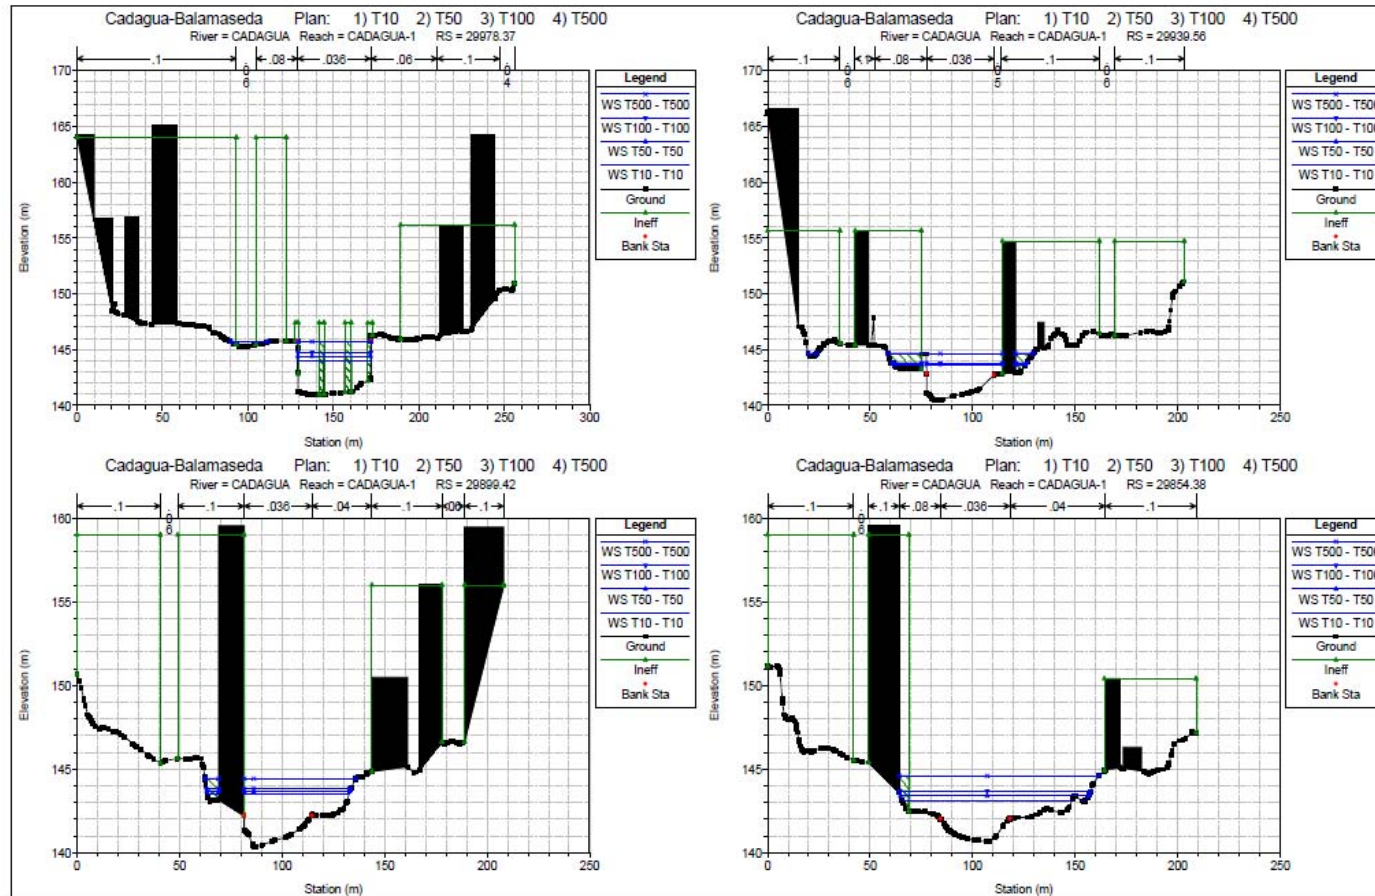 Cadagua-Balamaseda Plan: 1) T10 2) T50 3) T100 4) T500
River = CADAGUA Reach = CADAGUA-1 RS = 29978.37
.1 .06 .08 .036 .06 .1 .04
170
165
160
155
150
145
140
Elevation (m)
0 50 100 150 200 250 300
Station (m)
Legend
WS T500 - T500
WS T100 - T100
WS T50 - T50
WS T10 - T10
Ground
Ineff
Bank Sta
Cadagua-Balamaseda Plan: 1) T10 2) T50 3) T100 4) T500
River = CADAGUA Reach = CADAGUA-1 RS = 29939.56
.1 .06 .1 .08 .036 .05 .1 .06 .1
170
165
160
155
150
145
140
Elevation (m)
0 50 100 150 200 250
Station (m)
Legend
WS T500 - T500
WS T100 - T100
WS T50 - T50
WS T10 - T10
Ground
Ineff
Bank Sta
Cadagua-Balamaseda Plan: 1) T10 2) T50 3) T100 4) T500
River = CADAGUA Reach = CADAGUA-1 RS = 29899.42
.1 .06 .1 .036 .04 .1 .06 .1
160
155
150
145
140
Elevation (m)
0 50 100 150 200 250
Station (m)
Legend
WS T500 - T500
WS T100 - T100
WS T50 - T50
WS T10 - T10
Ground
Ineff
Bank Sta
Cadagua-Balamaseda Plan: 1) T10 2) T50 3) T100 4) T500
River = CADAGUA Reach = CADAGUA-1 RS = 29854.38
.1 .06 .1 .08 .036 .04 .1
160
155
150
145
140
Elevation (m)
0 50 100 150 200 250
Station (m)
Legend
WS T500 - T500
WS T100 - T100
WS T50 - T50
WS T10 - T10
Ground
Ineff
Bank Sta